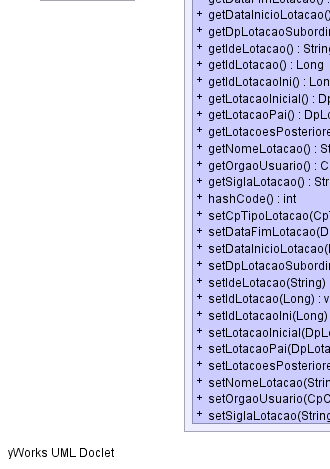 getDataFimLotacao() :
+ getDataInicioLotacao()
+ getDpLotacaoSubordi
+ getIdeLotacao() : String
+ getIdLotacao() : Long
+ getIdLotacaoIni() : Lon
+ getLotacaoInicial() : Dp
+ getLotacaoPai() : DpLo
+ getLotacoesPosteriore
+ getNomeLotacao() : St
+ getOrgaoUsuario() : C
+ getSiglaLotacao() : Str
+ hashCode() : int
+ setCpTipoLotacao(CpT
+ setDataFimLotacao(D
+ setDataInicioLotacao(
+ setDpLotacaoSubordi
+ setIdeLotacao(String)
+ setIdLotacao(Long) : v
+ setIdLotacaoIni(Long)
+ setLotacaoInicial(DpL
+ setLotacaoPai(DpLota
+ setLotacoesPosteriore
+ setNomeLotacao(Strin
+ setOrgaoUsuario(CpO
+ setSiglaLotacao(String
yWorks UML Doclet